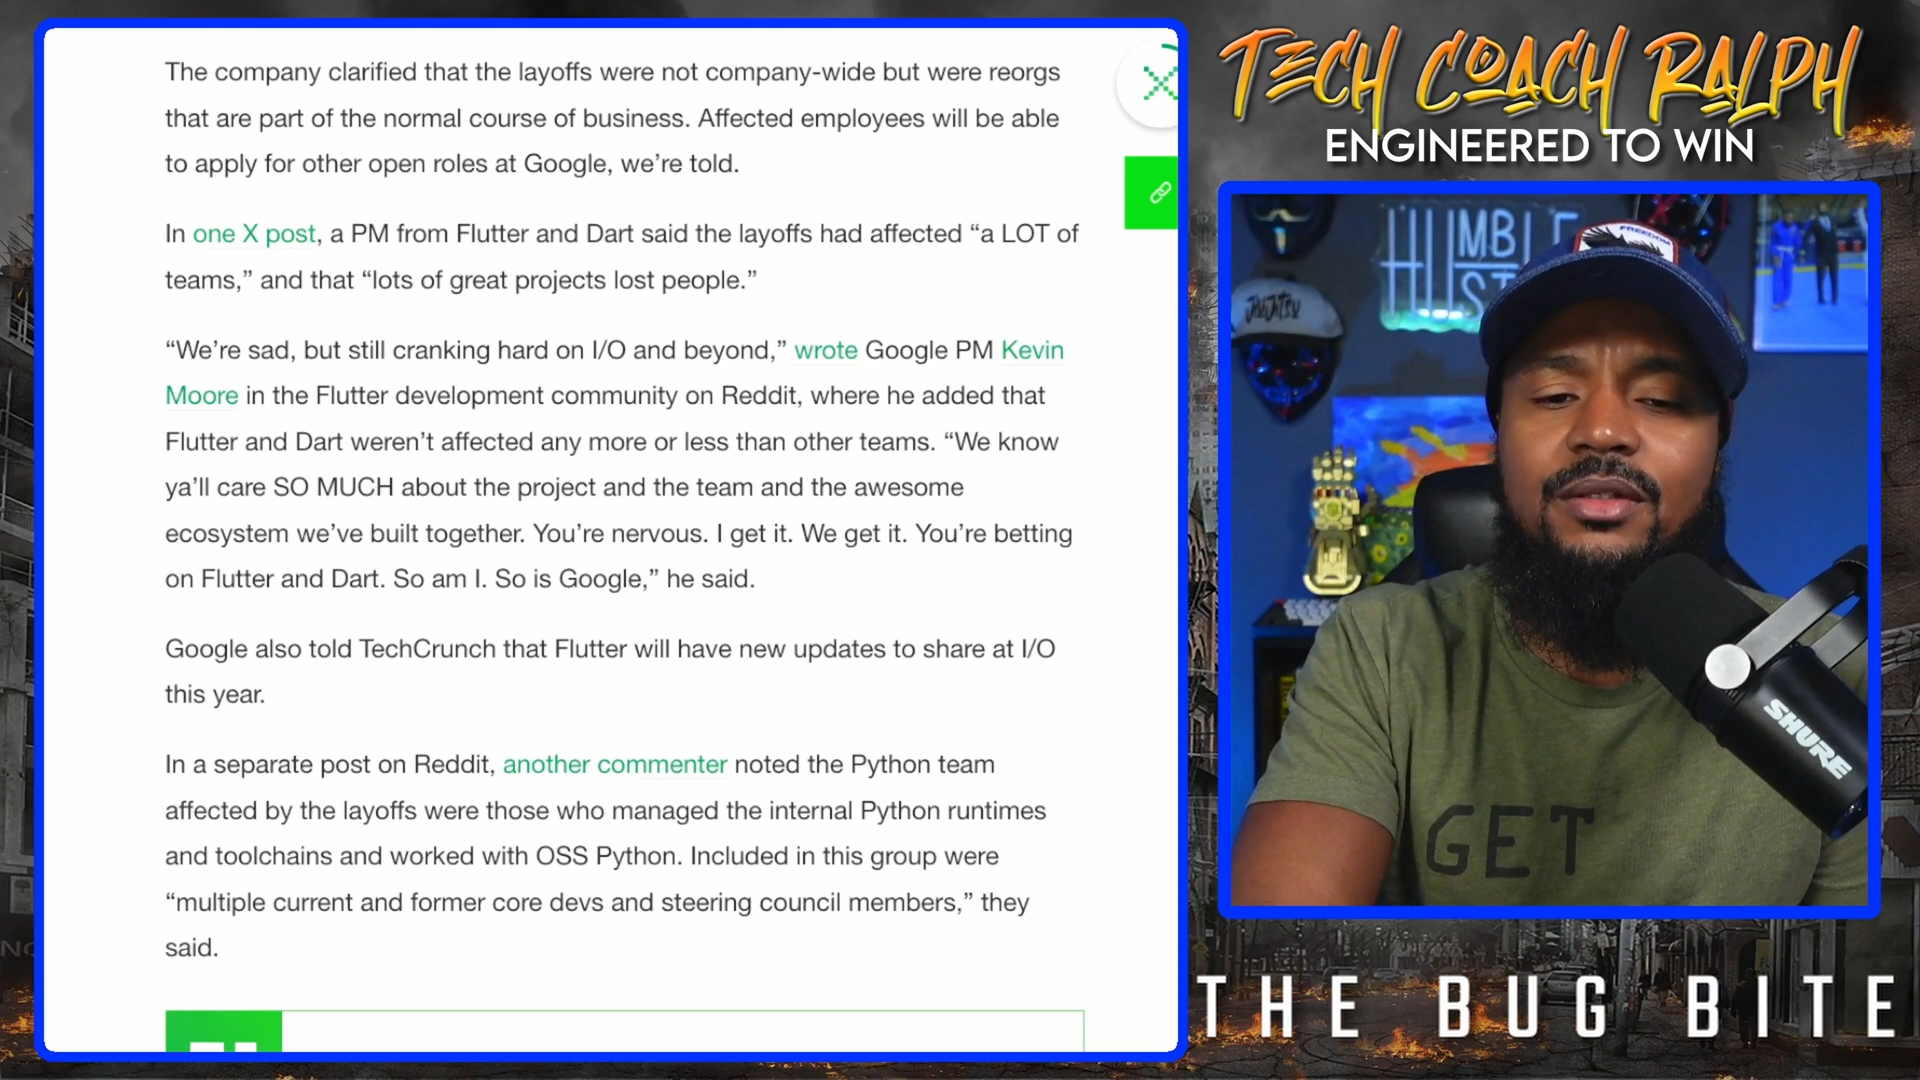 The company clarified that the layoffs were not company-wide but were reorgs
that are part of the normal course of business. Affected employees will be able
to apply for other open roles at Google, we’re told.
In one X post, a PM from Flutter and Dart said the layoffs had affected “a LOT of
teams,” and that “lots of great projects lost people.”
“We’re sad, but still cranking hard on I/O and beyond,” wrote Google PM Kevin
Moore in the Flutter development community on Reddit, where he added that
Flutter and Dart weren’t affected any more or less than other teams. “We know
ya’ll care SO MUCH about the project and the team and the awesome
ecosystem we’ve built together. You’re nervous. I get it. We get it. You’re betting
on Flutter and Dart. So am I. So is Google,” he said.
Google also told TechCrunch that Flutter will have new updates to share at I/O
this year.
In a separate post on Reddit, another commenter noted the Python team
affected by the layoffs were those who managed the internal Python runtimes
and toolchains and worked with OSS Python. Included in this group were
“multiple current and former core devs and steering council members,” they
said.
TECH COACH RALPH
ENGINEERED TO WIN
HUMBLE
FREEDOM
JIUJITSU
SHURE
GET
THE BUG BITE